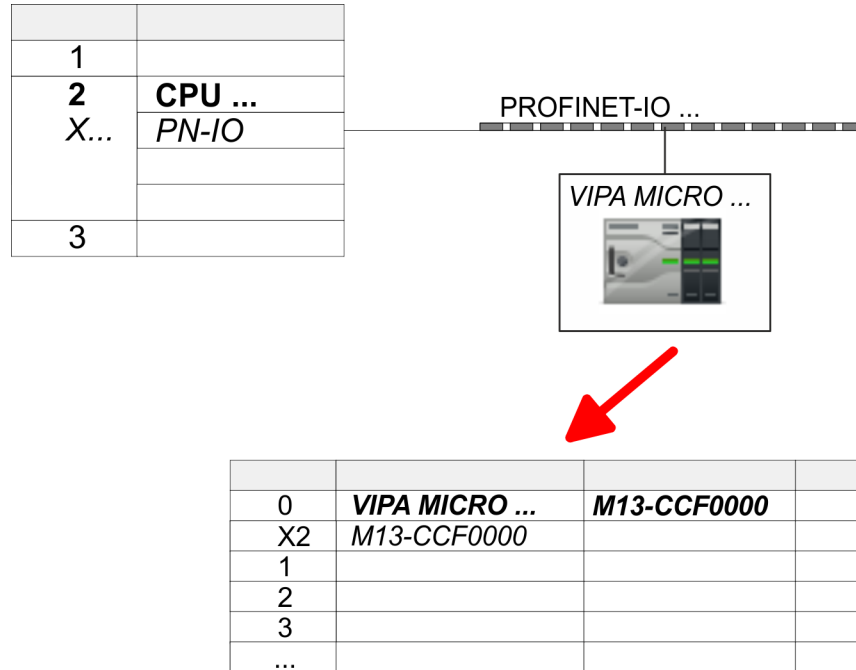 1
2 CPU ...
X... PN-IO
3
PROFINET-IO ...
VIPA MICRO ...
0 VIPA MICRO ... M13-CCF0000
X2 M13-CCF0000
1
2
3
...